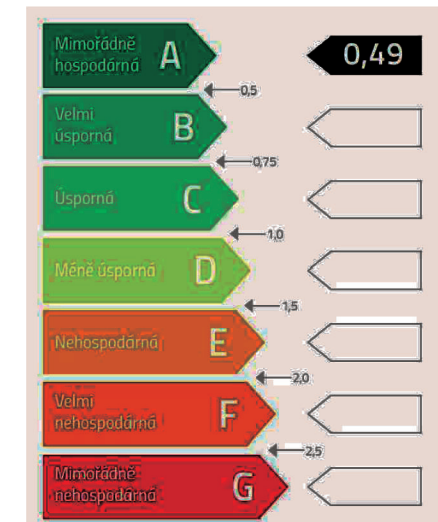 Mimořádně
hospodárná A 0,49
0,5
Velmi
úsporná B
0,75
Úsporná C
1,0
Méně úsporná D
1,5
Nehospodárná E
2,0
Velmi
nehospodárná F
2,5
Mimořádně
nehospodárná G